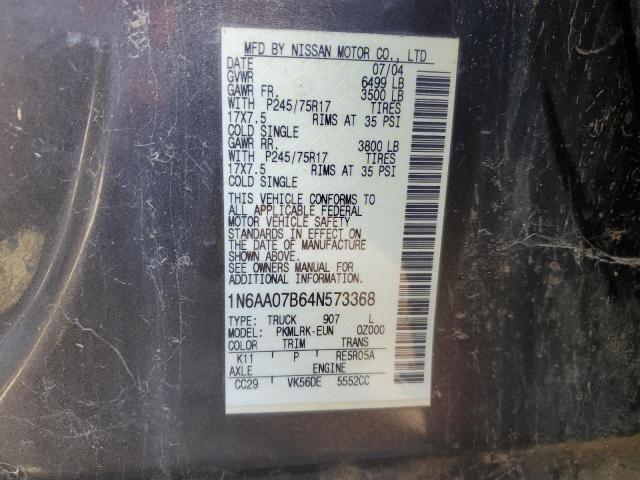 MFD BY NISSAN MOTOR CO., LTD
DATE 07/04
GVWR 6499 LB
GAWR FR. 3500 LB
WITH P245/75R17 TIRES
17X7.5 RIMS AT 35 PSI
COLD SINGLE
GAWR RR. 3800 LB
WITH P245/75R17 TIRES
17X7.5 RIMS AT 35 PSI
COLD SINGLE
THIS VEHICLE CONFORMS TO
ALL APPLICABLE FEDERAL
MOTOR VEHICLE SAFETY
STANDARDS IN EFFECT ON
THE DATE OF MANUFACTURE
SHOWN ABOVE.
SEE OWNERS MANUAL FOR
ADDITIONAL INFORMATION.
1N6AA07B64N573368
TYPE: TRUCK 907 L
MODEL: PKMLRK-EUN 0Z000
COLOR TRIM TRANS
K11 P RE5R05A
AXLE ENGINE
CC29 VK56DE 5552CC